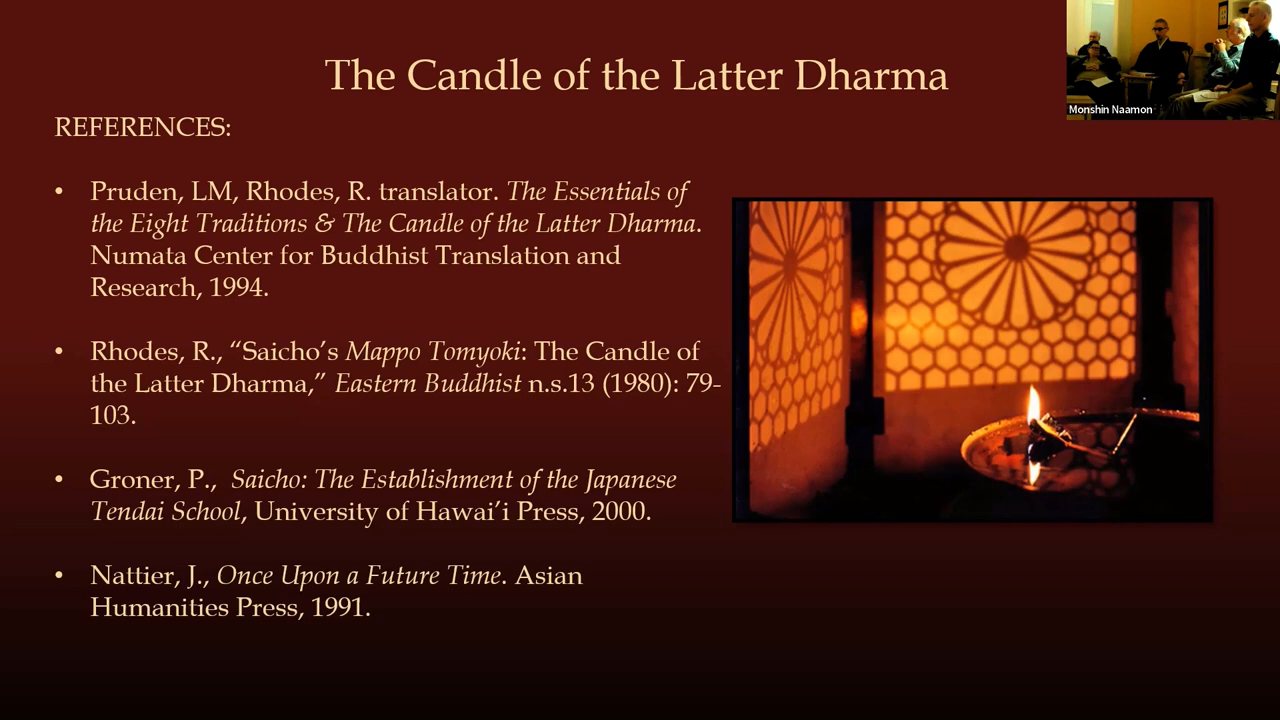 The Candle of the Latter Dharma
Monshin Naamon
REFERENCES:
• Pruden, LM, Rhodes, R. translator. The Essentials of
the Eight Traditions & The Candle of the Latter Dharma.
Numata Center for Buddhist Translation and
Research, 1994.
• Rhodes, R., “Saicho’s Mappo Tomyoki: The Candle of
the Latter Dharma,” Eastern Buddhist n.s.13 (1980): 79-
103.
• Groner, P., Saicho: The Establishment of the Japanese
Tendai School, University of Hawai’i Press, 2000.
• Nattier, J., Once Upon a Future Time. Asian
Humanities Press, 1991.